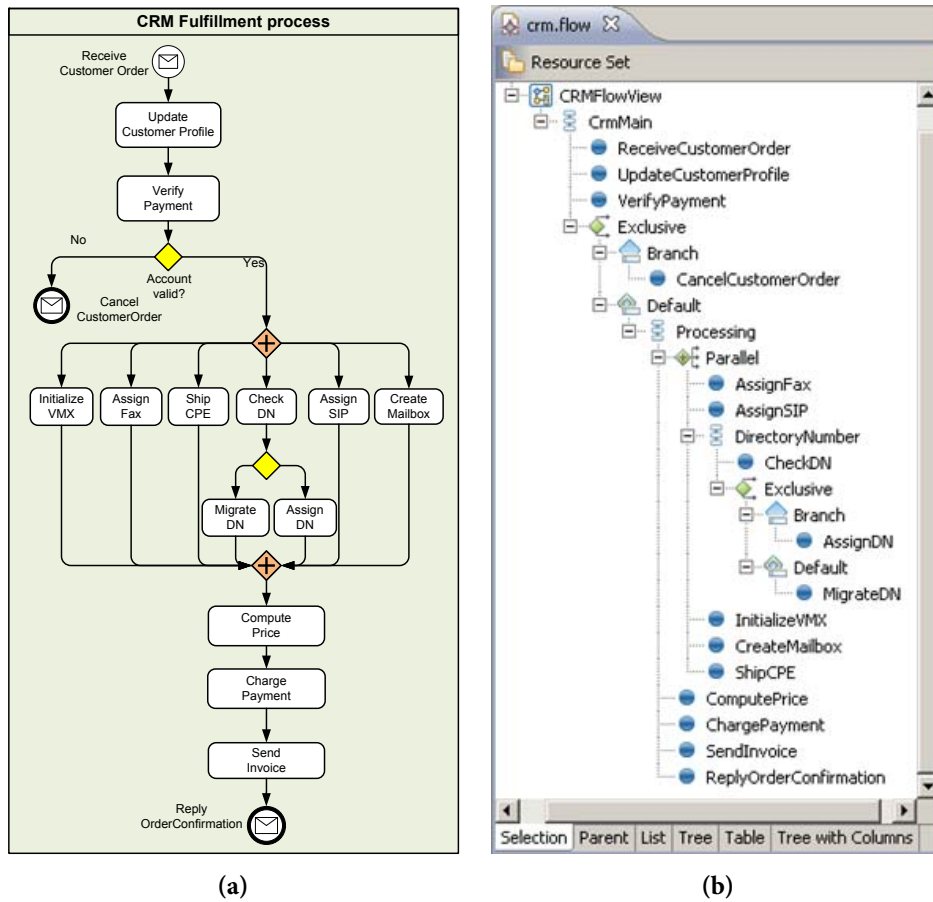 CRM Fulfillment process
Receive
Customer Order
Update
Customer Profile
Verify
Payment
No
Yes
Account
valid?
Cancel
CustomerOrder
Initialize
VMX
Assign
Fax
Ship
CPE
Check
DN
Assign
SIP
Create
Mailbox
Migrate
DN
Assign
DN
Compute
Price
Charge
Payment
Send
Invoice
Reply
OrderConfirmation
(a)
crm.flow
Resource Set
CRMFlowView
CrmMain
ReceiveCustomerOrder
UpdateCustomerProfile
VerifyPayment
Exclusive
Branch
CancelCustomerOrder
Default
Processing
Parallel
AssignFax
AssignSIP
DirectoryNumber
CheckDN
Exclusive
Branch
AssignDN
Default
MigrateDN
InitializeVMX
CreateMailbox
ShipCPE
ComputePrice
ChargePayment
SendInvoice
ReplyOrderConfirmation
Selection Parent List Tree Table Tree with Columns
(b)